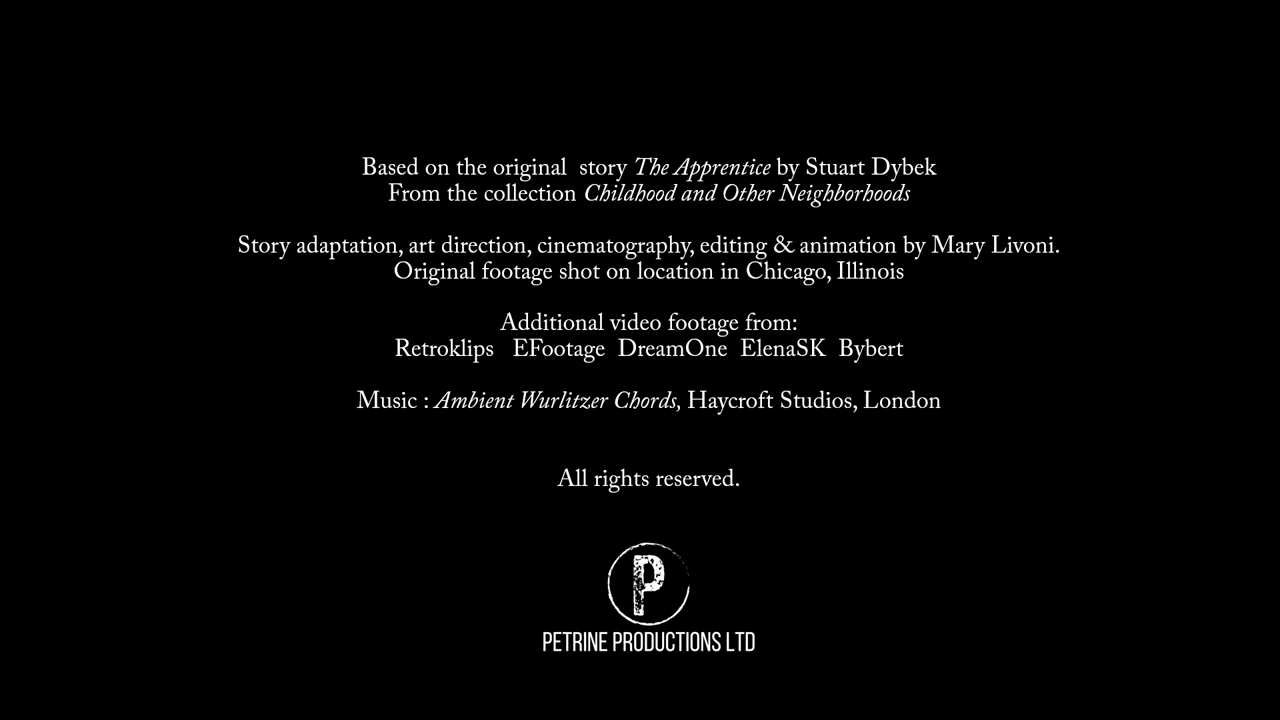 Based on the original  story The Apprentice by Stuart Dybek
From the collection Childhood and Other Neighborhoods
Story adaptation, art direction, cinematography, editing & animation by Mary Livoni.
Original footage shot on location in Chicago, Illinois
Additional video footage from:
Retroklips   EFootage  DreamOne  ElenaSK  Bybert
Music : Ambient Wurlitzer Chords, Haycroft Studios, London
All rights reserved.
P
PETRINE PRODUCTIONS LTD